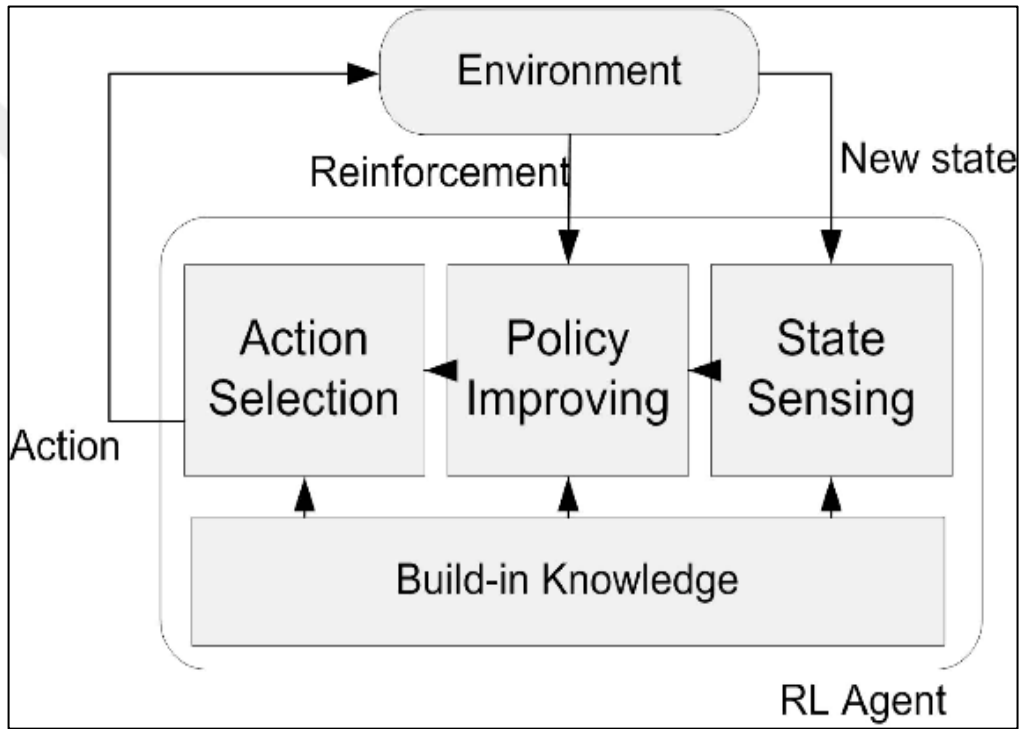 Environment
Reinforcement
New state
Action
Selection
Policy
Improving
State
Sensing
Action
Build-in Knowledge
RL Agent